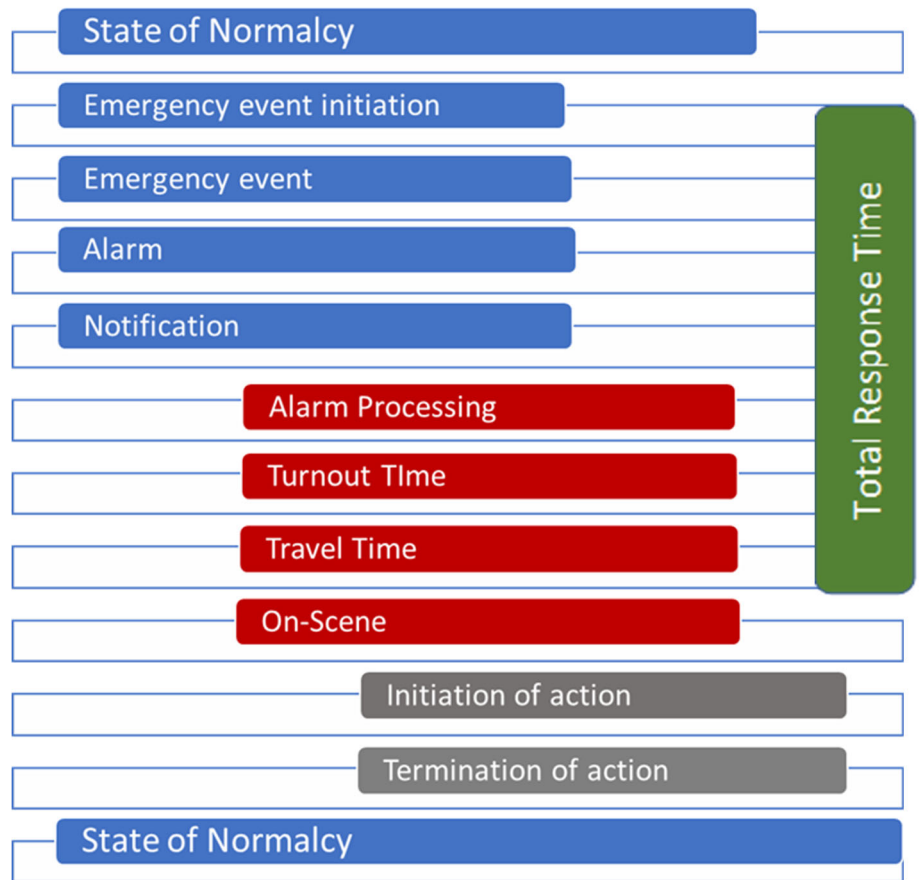 State of Normalcy
Emergency event initiation
Emergency event
Alarm
Notification
Total Response Time
Alarm Processing
Turnout TIme
Travel Time
On-Scene
Initiation of action
Termination of action
State of Normalcy